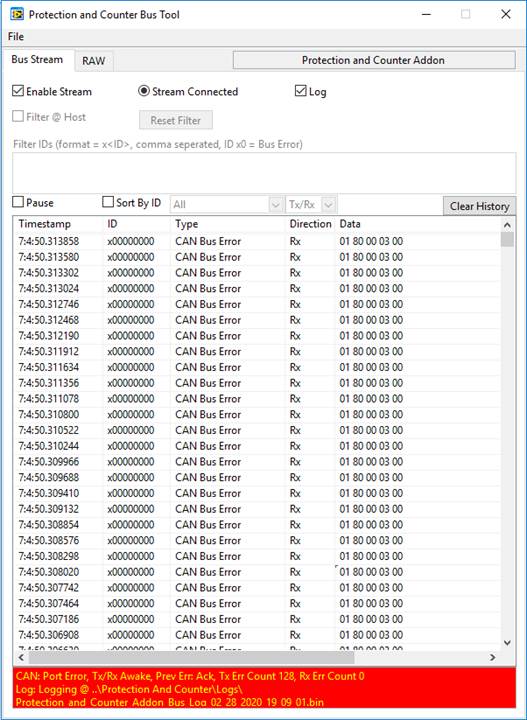 Protection and Counter Bus Tool
File
Bus Stream RAW Protection and Counter Addon
Enable Stream Stream Connected Log
Filter @ Host Reset Filter
Filter IDs (format = x<ID>, comma seperated, ID x0 = Bus Error)
Pause Sort By ID All Tx/Rx Clear History
Timestamp ID Type Direction Data
7:4:50.313858 x00000000 CAN Bus Error Rx 01 80 00 03 00
7:4:50.313580 x00000000 CAN Bus Error Rx 01 80 00 03 00
7:4:50.313302 x00000000 CAN Bus Error Rx 01 80 00 03 00
7:4:50.313024 x00000000 CAN Bus Error Rx 01 80 00 03 00
7:4:50.312746 x00000000 CAN Bus Error Rx 01 80 00 03 00
7:4:50.312468 x00000000 CAN Bus Error Rx 01 80 00 03 00
7:4:50.312190 x00000000 CAN Bus Error Rx 01 80 00 03 00
7:4:50.311912 x00000000 CAN Bus Error Rx 01 80 00 03 00
7:4:50.311634 x00000000 CAN Bus Error Rx 01 80 00 03 00
7:4:50.311356 x00000000 CAN Bus Error Rx 01 80 00 03 00
7:4:50.311078 x00000000 CAN Bus Error Rx 01 80 00 03 00
7:4:50.310800 x00000000 CAN Bus Error Rx 01 80 00 03 00
7:4:50.310522 x00000000 CAN Bus Error Rx 01 80 00 03 00
7:4:50.310244 x00000000 CAN Bus Error Rx 01 80 00 03 00
7:4:50.309966 x00000000 CAN Bus Error Rx 01 80 00 03 00
7:4:50.309688 x00000000 CAN Bus Error Rx 01 80 00 03 00
7:4:50.309410 x00000000 CAN Bus Error Rx 01 80 00 03 00
7:4:50.309132 x00000000 CAN Bus Error Rx 01 80 00 03 00
7:4:50.308854 x00000000 CAN Bus Error Rx 01 80 00 03 00
7:4:50.308576 x00000000 CAN Bus Error Rx 01 80 00 03 00
7:4:50.308298 x00000000 CAN Bus Error Rx 01 80 00 03 00
7:4:50.308020 x00000000 CAN Bus Error Rx 01 80 00 03 00
7:4:50.307742 x00000000 CAN Bus Error Rx 01 80 00 03 00
7:4:50.307464 x00000000 CAN Bus Error Rx 01 80 00 03 00
7:4:50.307186 x00000000 CAN Bus Error Rx 01 80 00 03 00
7:4:50.306908 x00000000 CAN Bus Error Rx 01 80 00 03 00
CAN: Port Error, Tx/Rx Awake, Prev Err: Ack, Tx Err Count 128, Rx Err Count 0
Log: Logging @ ..\Protection And Counter\Logs\
Protection and Counter Addon Bus Log 02 28 2020 19 09 01.bin